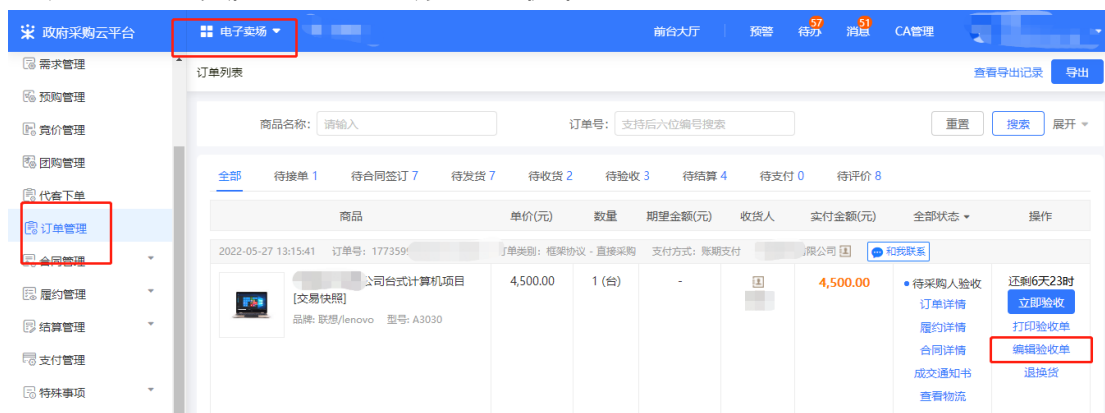 政府采购云平台
电子卖场
前台大厅
预警
待办
57
消息
51
CA管理
需求管理
预购管理
竞价管理
团购管理
代客下单
订单管理
合同管理
履约管理
结算管理
支付管理
特殊事项
订单列表
查看导出记录
导出
商品名称: 请输入
订单号: 支持后六位编号搜索
重置
搜索
展开
全部 待接单 1 待合同签订 7 待发货 7 待收货 2 待验收 3 待结算 4 待支付 0 待评价 8
商品 单价(元) 数量 期望金额(元) 收货人 实付金额(元) 全部状态 操作
2022-05-27 13:15:41 订单号: 177359 订单类别: 框架协议 - 直接采购 支付方式: 账期支付 限公司 和我联系
公司台式计算机项目
[交易快照]
品牌: 联想/lenovo 型号: A3030
4,500.00
1 (台)
-
4,500.00
待采购人验收
订单详情
履约详情
合同详情
成交通知书
查看物流
还剩6天23时
立即验收
打印验收单
编辑验收单
退换货